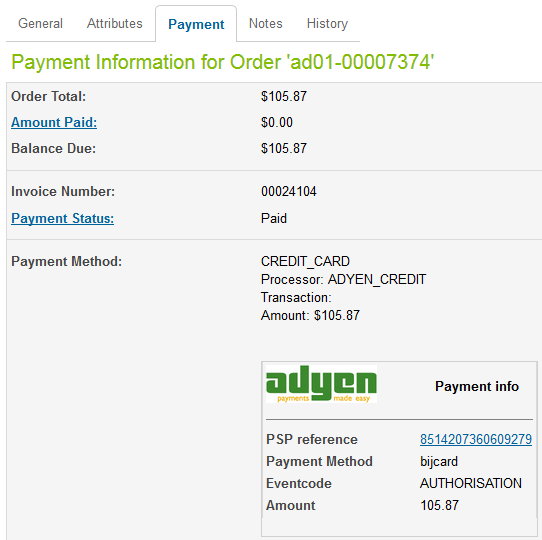 General Attributes Payment Notes History
Payment Information for Order 'ad01-00007374'
Order Total: $105.87
Amount Paid: $0.00
Balance Due: $105.87
Invoice Number: 00024104
Payment Status: Paid
Payment Method: CREDIT_CARD
Processor: ADYEN_CREDIT
Transaction:
Amount: $105.87
adyen
payments made easy
Payment info
PSP reference 8514207360609279
Payment Method bijcard
Eventcode AUTHORISATION
Amount 105.87